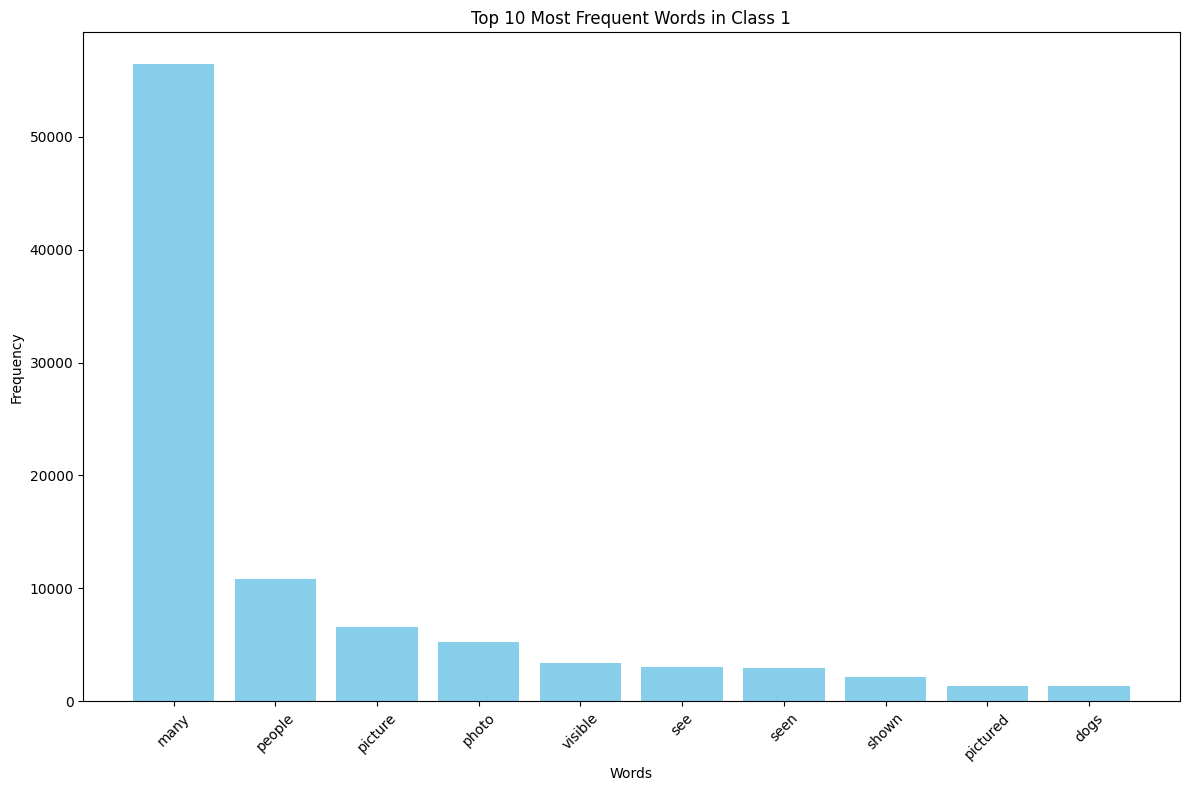 Top 10 Most Frequent Words in Class 1
Frequency
50000
40000
30000
20000
10000
0
many
people
picture
photo
visible
see
seen
shown
pictured
dogs
Words